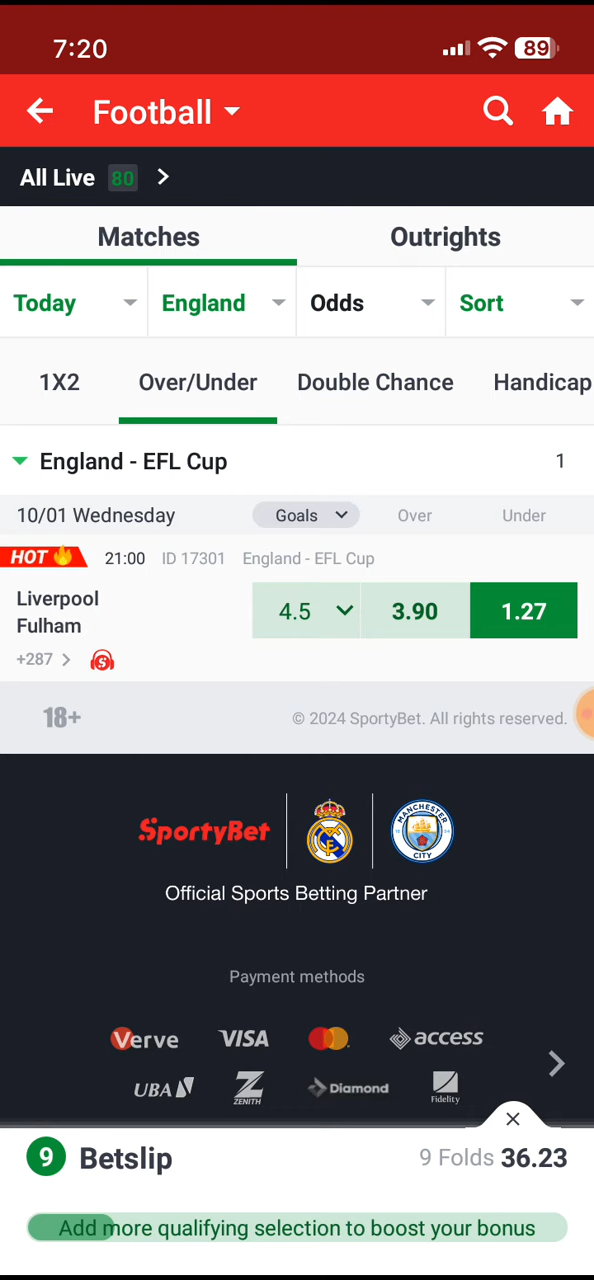 7:20 89
Football
All Live 80
Matches Outrights
Today England Odds Sort
1X2 Over/Under Double Chance Handicap
England - EFL Cup 1
10/01 Wednesday Goals Over Under
HOT 21:00 ID 17301 England - EFL Cup
Liverpool
Fulham
4.5 3.90 1.27
+287
18+ © 2024 SportyBet. All rights reserved.
SportyBet MANCHESTER CITY
Official Sports Betting Partner
Payment methods
Verve VISA access
UBA ZENITH Diamond Fidelity
9 Betslip 9 Folds 36.23
Add more qualifying selection to boost your bonus